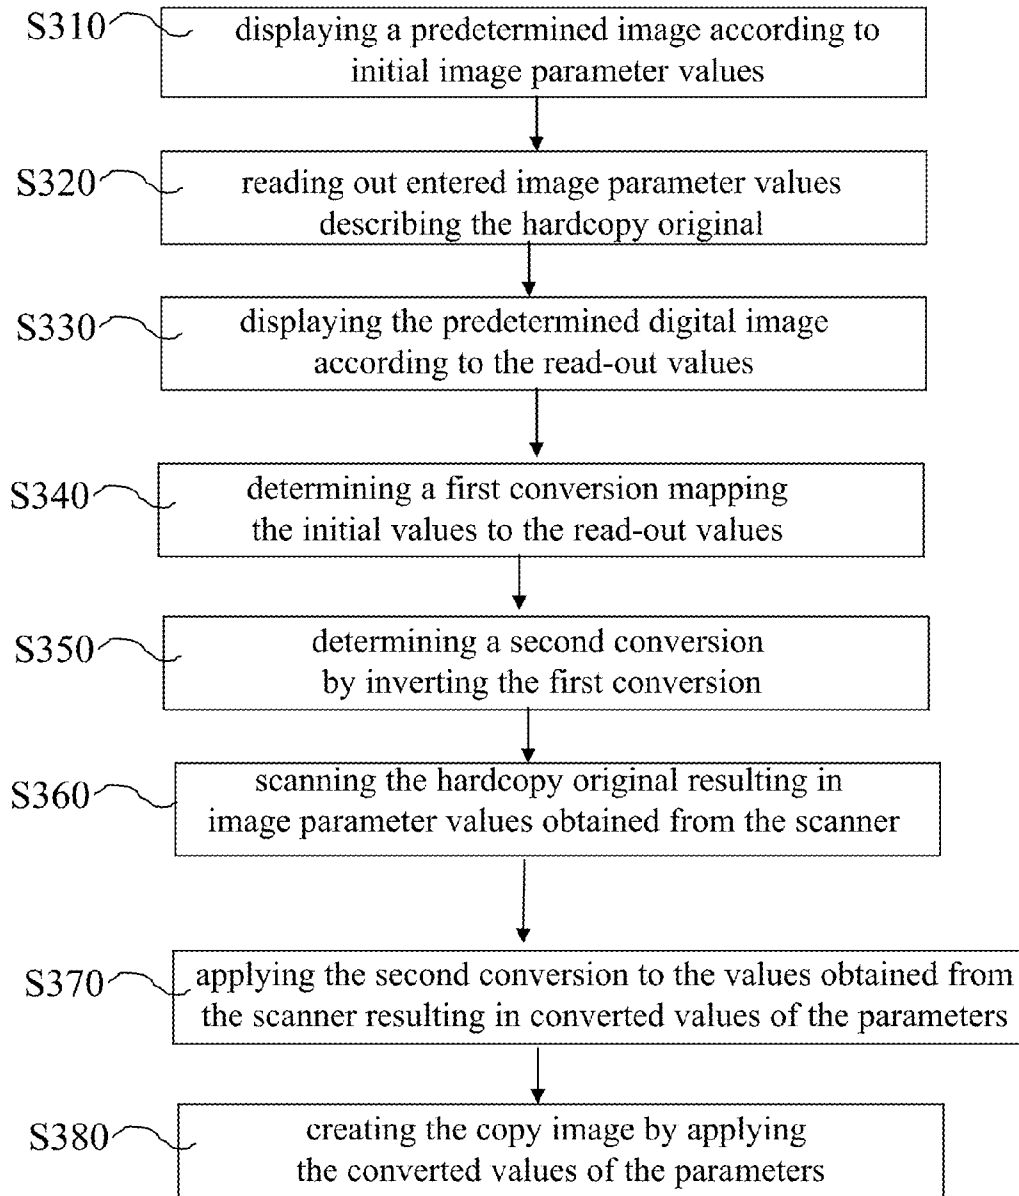 S310
displaying a predetermined image according to
initial image parameter values
S320
reading out entered image parameter values
describing the hardcopy original
S330
displaying the predetermined digital image
according to the read-out values
S340
determining a first conversion mapping
the initial values to the read-out values
S350
determining a second conversion
by inverting the first conversion
S360
scanning the hardcopy original resulting in
image parameter values obtained from the scanner
S370
applying the second conversion to the values obtained from
the scanner resulting in converted values of the parameters
S380
creating the copy image by applying
the converted values of the parameters